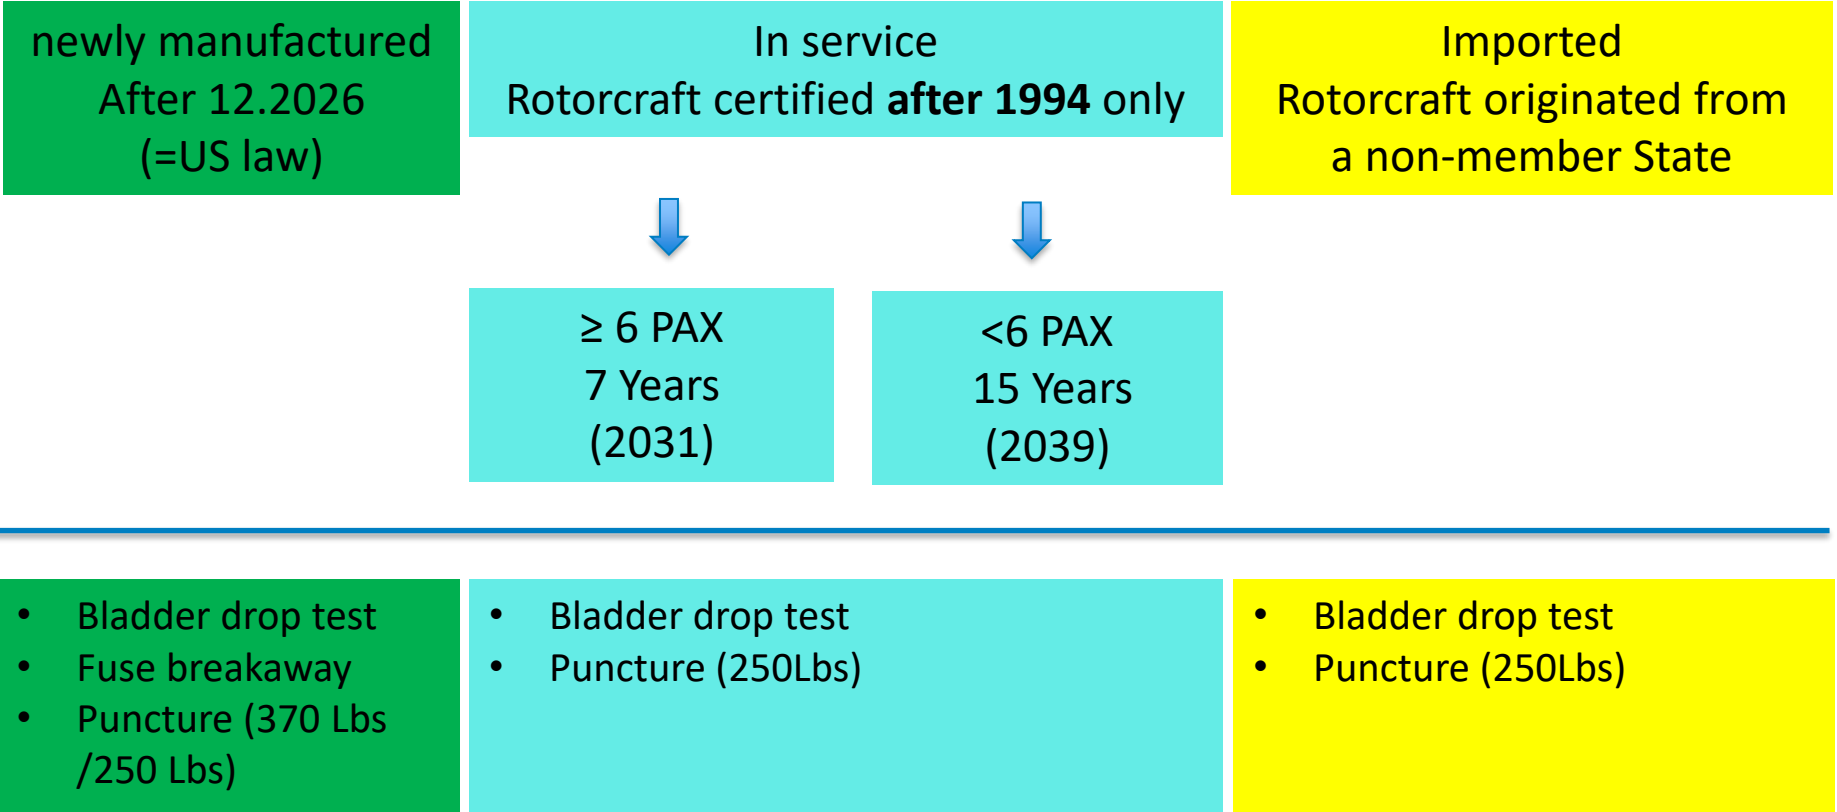 newly manufactured
After 12.2026
(=US law)
In service
Rotorcraft certified after 1994 only
Imported
Rotorcraft originated from
a non-member State
≥ 6 PAX
7 Years
(2031)
<6 PAX
15 Years
(2039)
• Bladder drop test
• Fuse breakaway
• Puncture (370 Lbs
/250 Lbs)
• Bladder drop test
• Puncture (250Lbs)
• Bladder drop test
• Puncture (250Lbs)